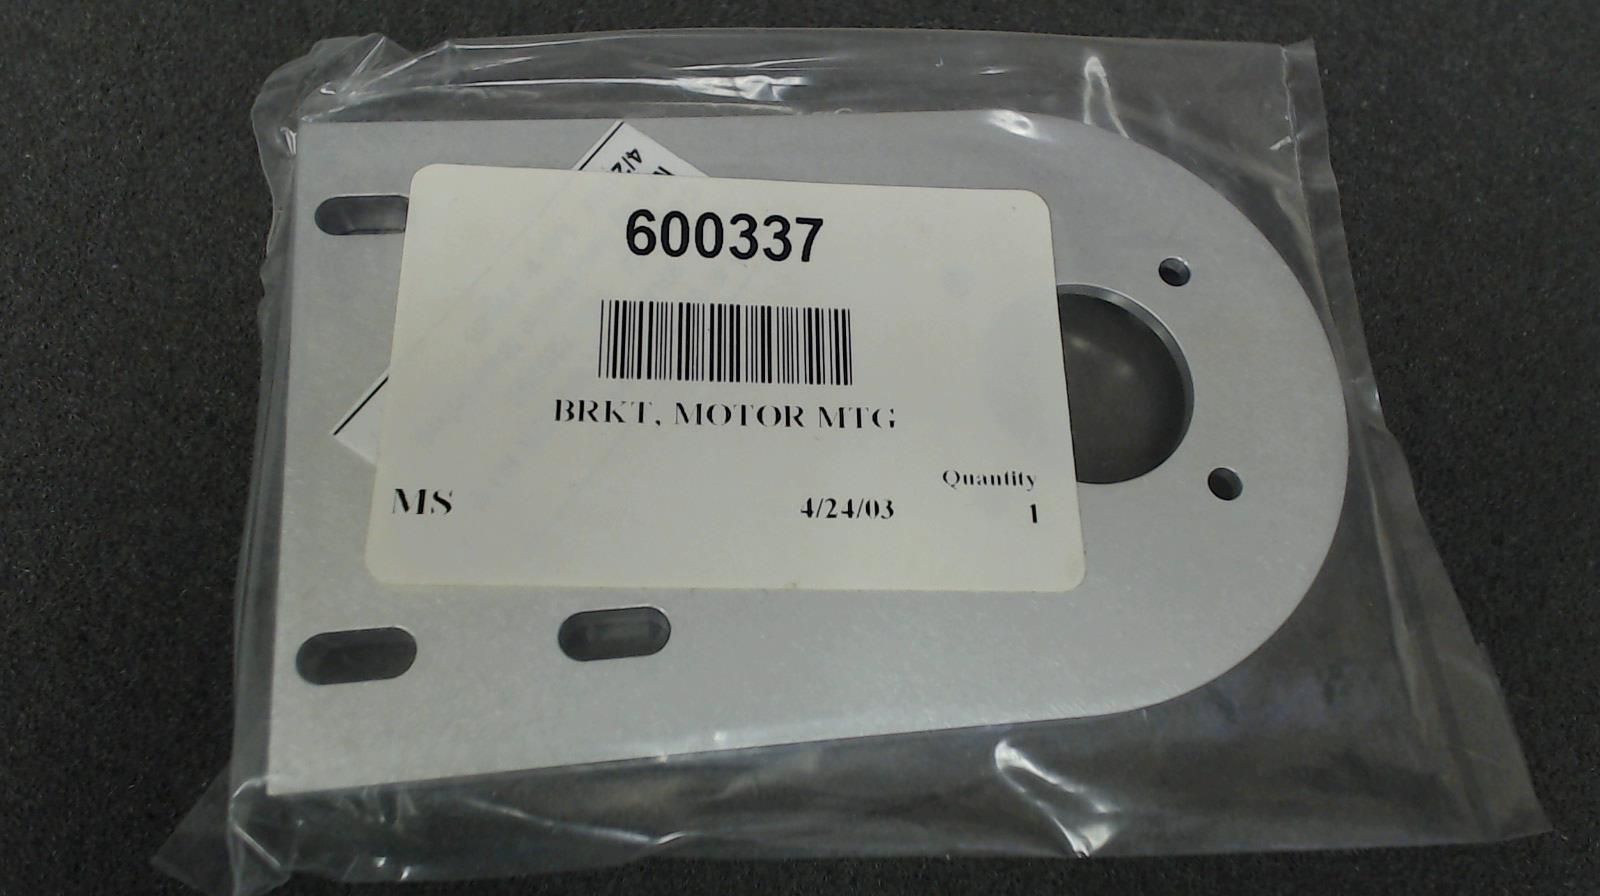 600337
BRKT, MOTOR MTG
Quantity
MS 4/24/03 1